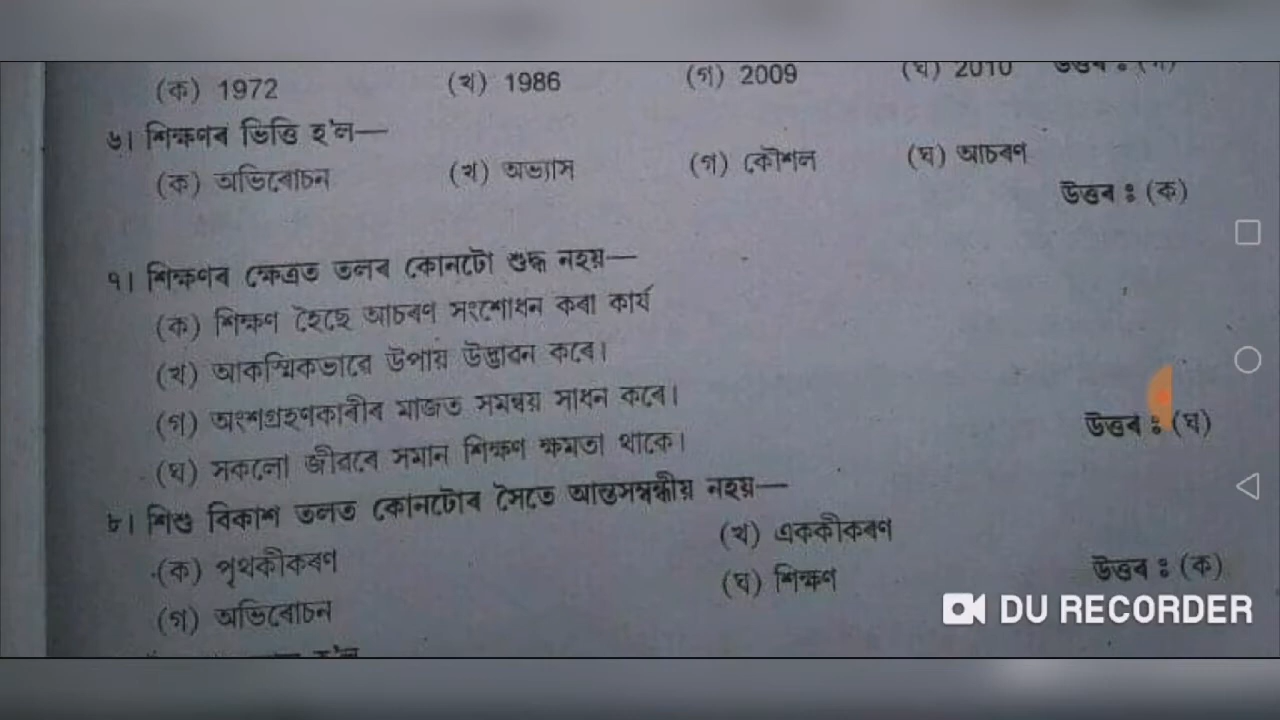 (ক) 1972 (খ) 1986 (গ) 2009 (ঘ) 2010
৬। শিক্ষণৰ ভিত্তি হ'ল—
(ক) অভিৰোচন (খ) অভ্যাস (গ) কৌশল (ঘ) আচৰণ
উত্তৰ ঃ (ক)
৭। শিক্ষণৰ ক্ষেত্ৰত তলৰ কোনটো শুদ্ধ নহয়—
(ক) শিক্ষণ হৈছে আচৰণ সংশোধন কৰা কাৰ্য
(খ) আকস্মিকভাৱে উপায় উদ্ভাৱন কৰে।
(গ) অংশগ্ৰহণকাৰীৰ মাজত সমন্বয় সাধন কৰে।
(ঘ) সকলো জীৱৰে সমান শিক্ষণ ক্ষমতা থাকে।
উত্তৰ ঃ (ঘ)
৮। শিশু বিকাশ তলত কোনটোৰ সৈতে আন্তসম্বন্ধীয় নহয়—
(ক) পৃথকীকৰণ (খ) এককীকৰণ
(গ) অভিৰোচন (ঘ) শিক্ষণ
উত্তৰ ঃ (ক)
DU RECORDER